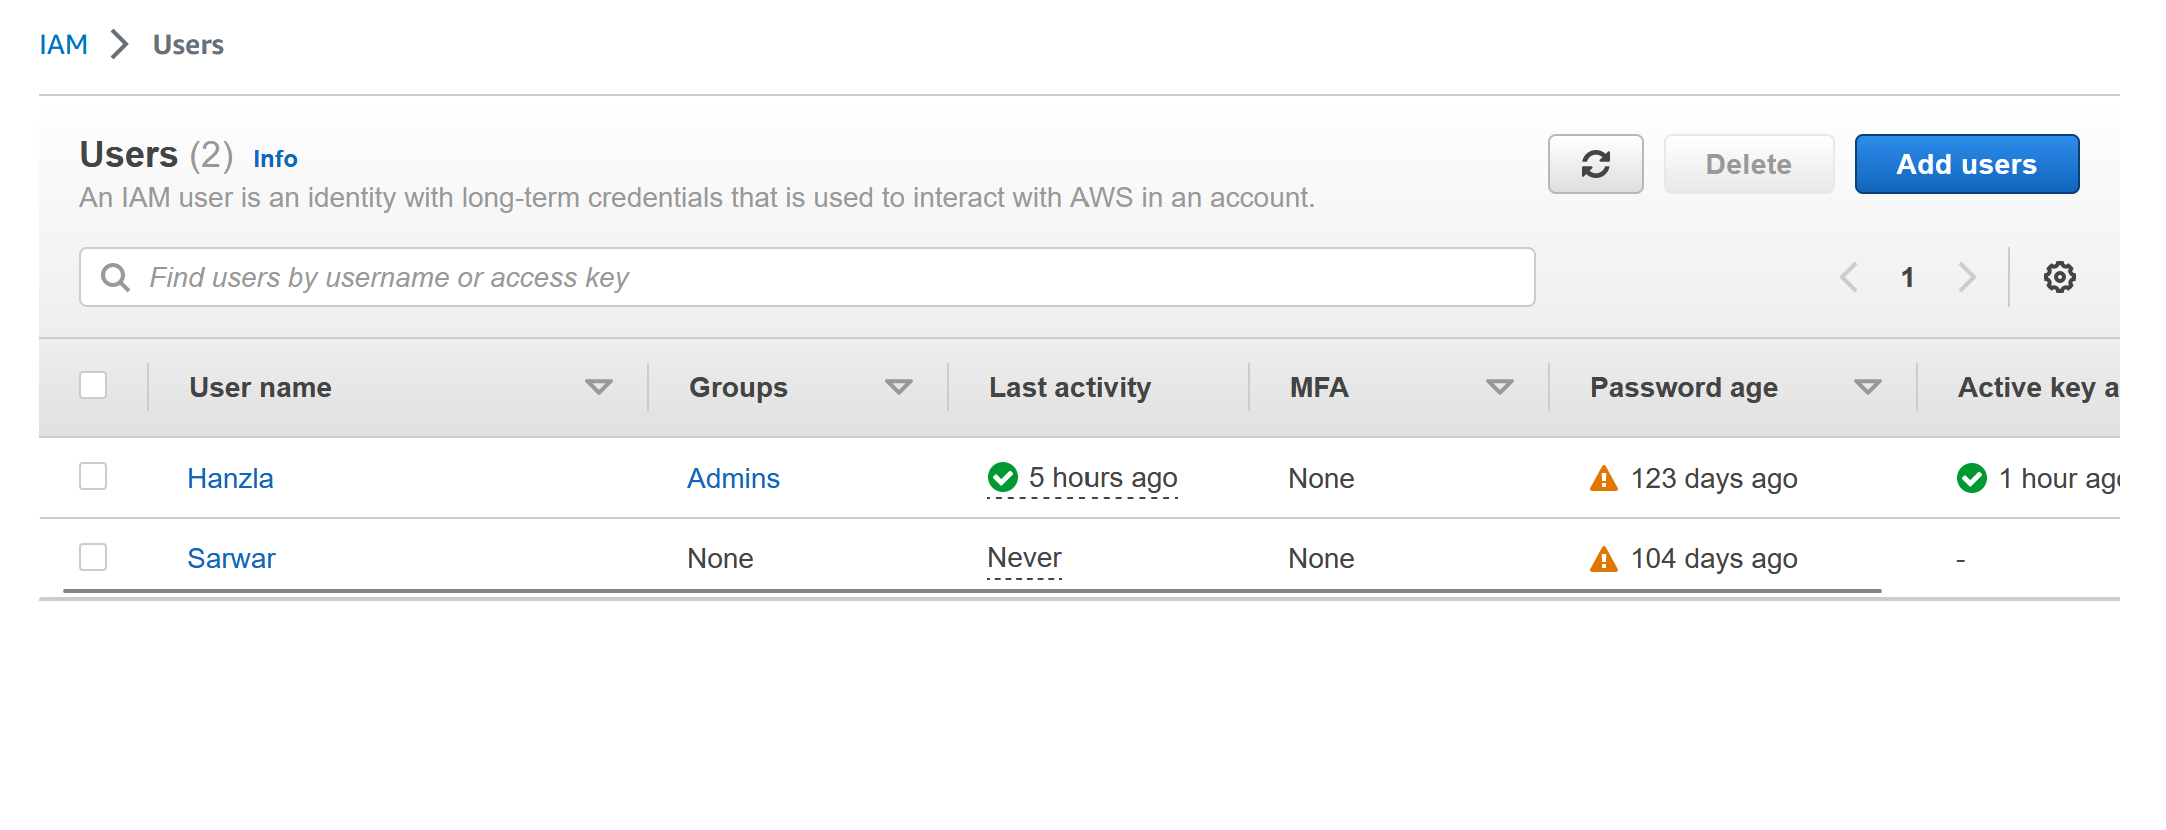 IAM > Users
Users (2) Info
An IAM user is an identity with long-term credentials that is used to interact with AWS in an account.
Delete
Add users
Find users by username or access key
1
User name Groups Last activity MFA Password age Active key a
Hanzla Admins 5 hours ago None 123 days ago 1 hour ago
Sarwar None Never None 104 days ago -